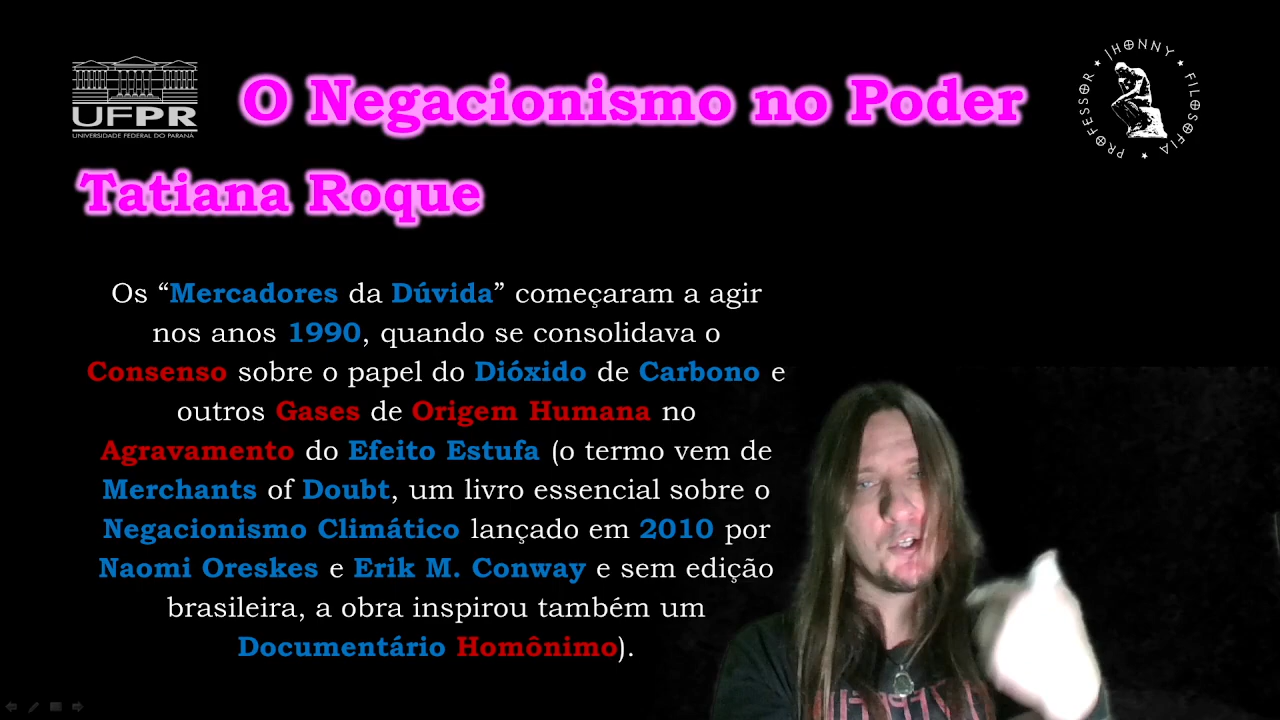 UFPR
UNIVERSIDADE FEDERAL DO PARANÁ
O Negacionismo no Poder
PROFESSOR ★ JHONNY ★ FILOSOFIA ★
Tatiana Roque
Os “Mercadores da Dúvida” começaram a agir
nos anos 1990, quando se consolidava o
Consenso sobre o papel do Dióxido de Carbono e
outros Gases de Origem Humana no
Agravamento do Efeito Estufa (o termo vem de
Merchants of Doubt, um livro essencial sobre o
Negacionismo Climático lançado em 2010 por
Naomi Oreskes e Erik M. Conway e sem edição
brasileira, a obra inspirou também um
Documentário Homônimo).